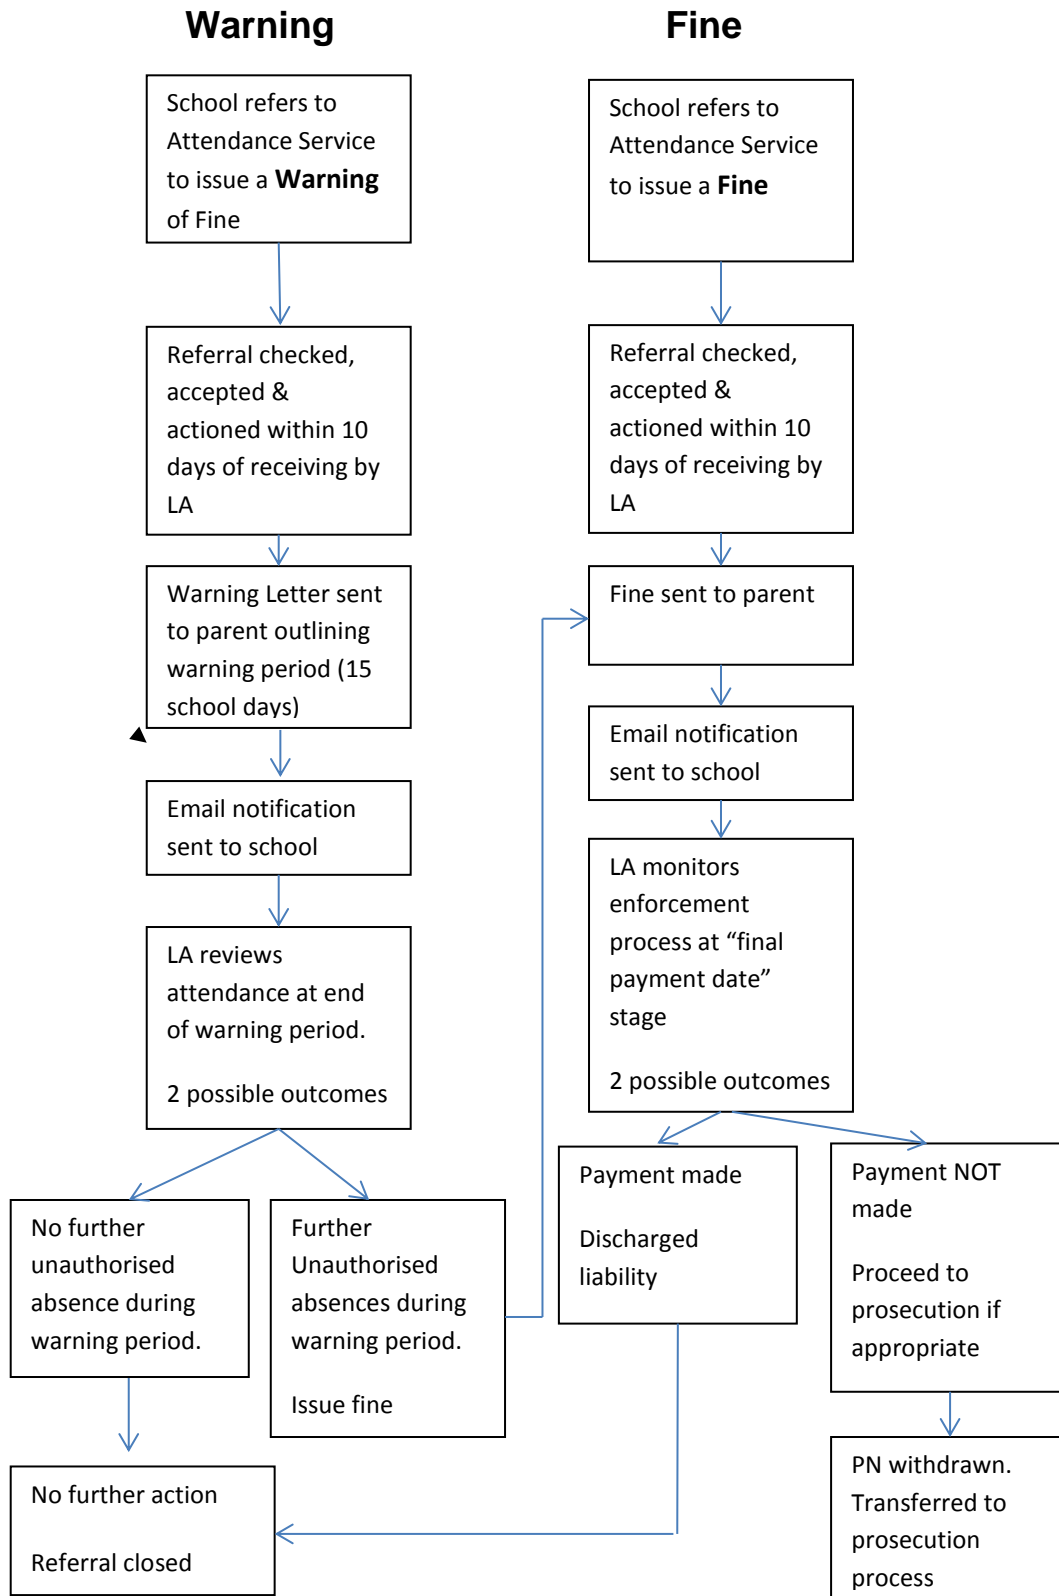 Warning
School refers to
Attendance Service
to issue a Warning
of Fine
Referral checked,
accepted &
actioned within 10
days of receiving by
LA
Warning Letter sent
to parent outlining
warning period (15
school days)
Email notification
sent to school
LA reviews
attendance at end
of warning period.
2 possible outcomes
No further
unauthorised
absence during
warning period.
Further
Unauthorised
absences during
warning period.
Issue fine
No further action
Referral closed
Fine
School refers to
Attendance Service
to issue a Fine
Referral checked,
accepted &
actioned within 10
days of receiving by
LA
Fine sent to parent
Email notification
sent to school
LA monitors
enforcement
process at “final
payment date”
stage
2 possible outcomes
Payment made
Discharged
liability
Payment NOT
made
Proceed to
prosecution if
appropriate
PN withdrawn.
Transferred to
prosecution
process